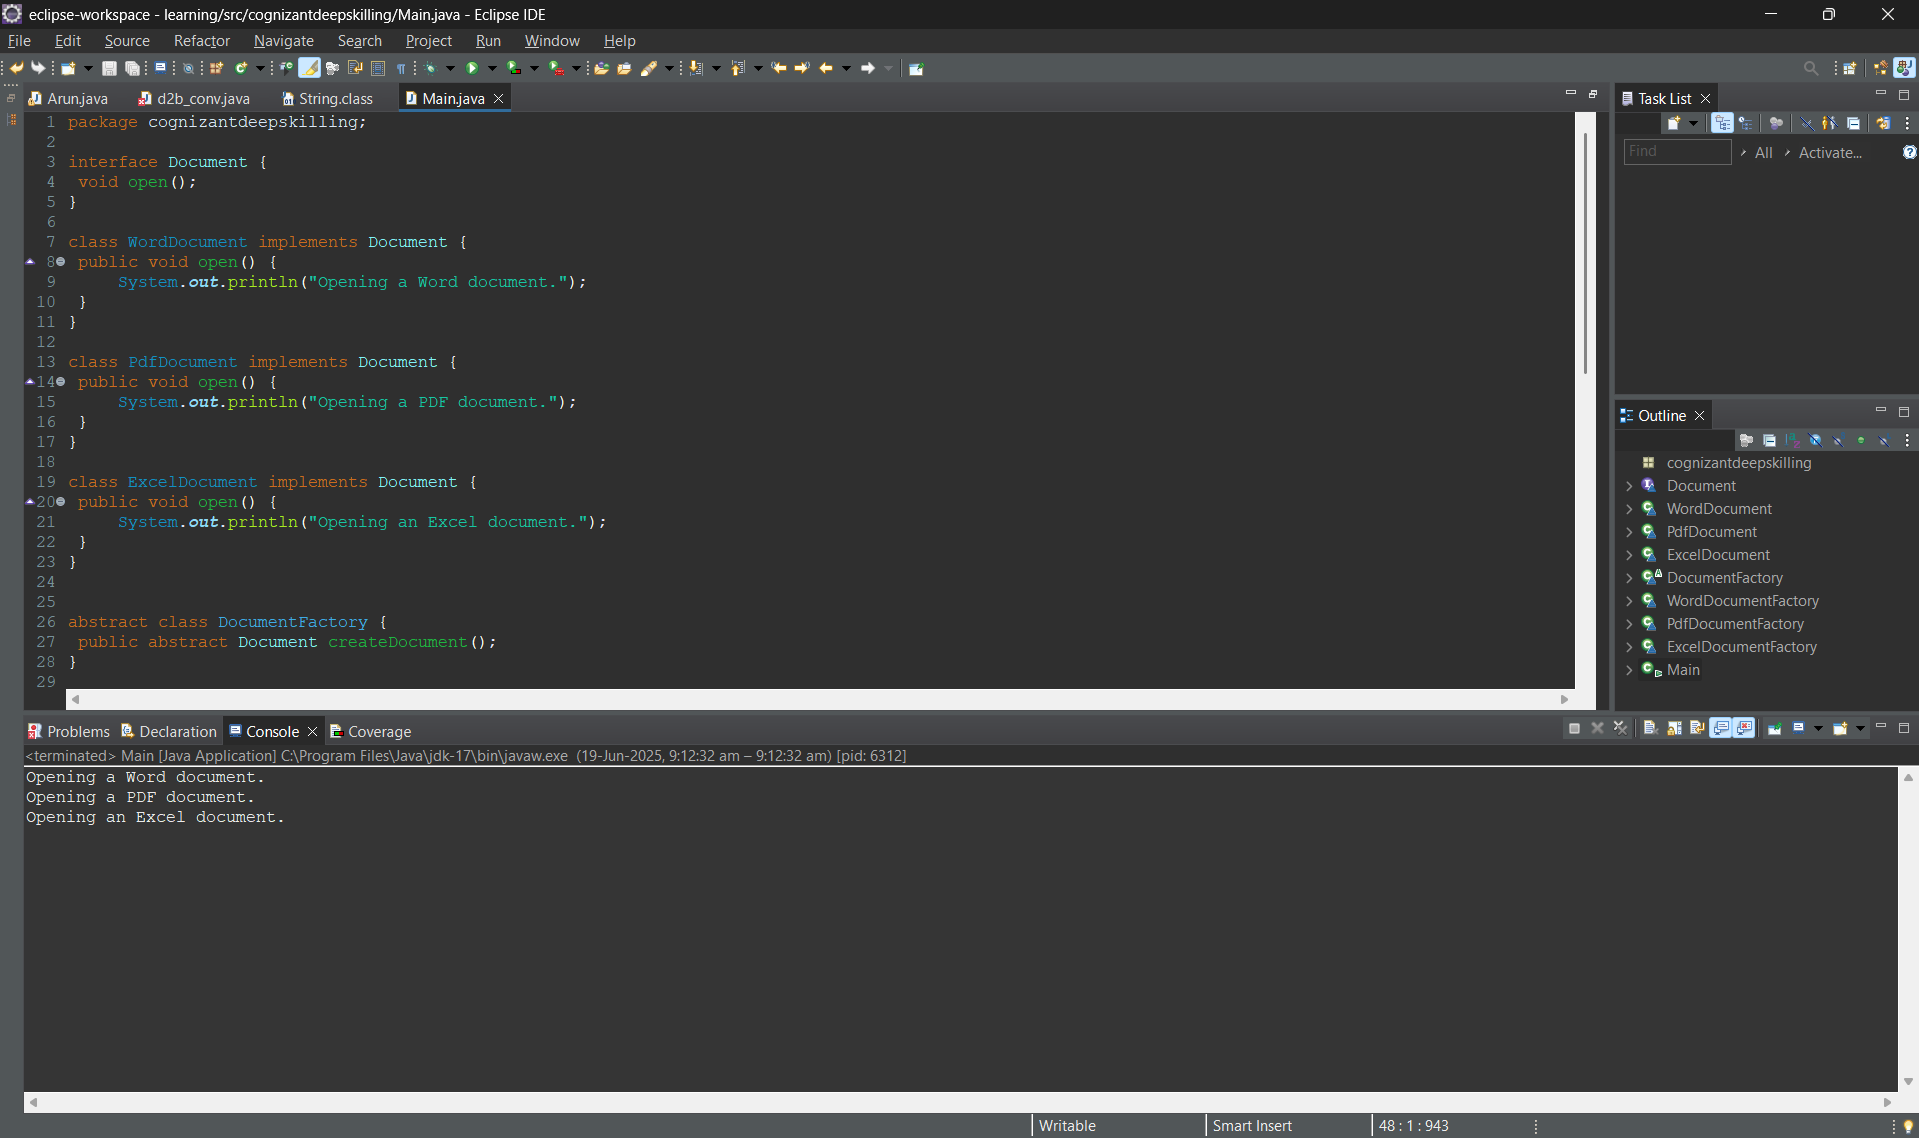 eclipse-workspace - learning/src/cognizantdeepskilling/Main.java - Eclipse IDE
File Edit Source Refactor Navigate Search Project Run Window Help
Arun.java d2b_conv.java String.class Main.java
1 package cognizantdeepskilling;
2
3 interface Document {
4 void open();
5 }
6
7 class WordDocument implements Document {
8 public void open() {
9 System.out.println("Opening a Word document.");
10 }
11 }
12
13 class PdfDocument implements Document {
14 public void open() {
15 System.out.println("Opening a PDF document.");
16 }
17 }
18
19 class ExcelDocument implements Document {
20 public void open() {
21 System.out.println("Opening an Excel document.");
22 }
23 }
24
25
26 abstract class DocumentFactory {
27 public abstract Document createDocument();
28 }
29
Task List
Find All Activate...
Outline
cognizantdeepskilling
Document
WordDocument
PdfDocument
ExcelDocument
DocumentFactory
WordDocumentFactory
PdfDocumentFactory
ExcelDocumentFactory
Main
Problems Declaration Console Coverage
<terminated> Main [Java Application] C:\Program Files\Java\jdk-17\bin\javaw.exe (19-Jun-2025, 9:12:32 am – 9:12:32 am) [pid: 6312]
Opening a Word document.
Opening a PDF document.
Opening an Excel document.
Writable Smart Insert 48 : 1 : 943